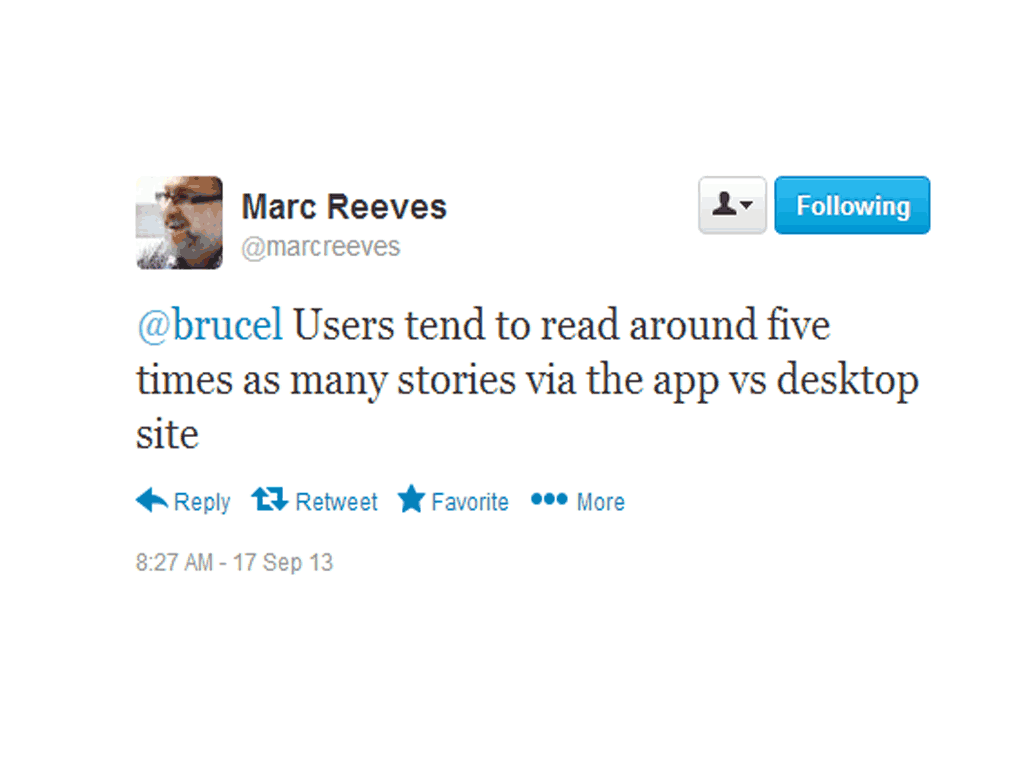 Marc Reeves
Following
@marcreeves
@brucel Users tend to read around five
times as many stories via the app vs desktop
site
Reply Retweet Favorite More
8:27 AM - 17 Sep 13